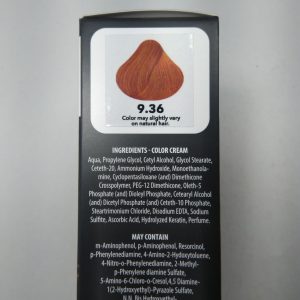 9.36
Color may slightly vary
on natural hair.
INGREDIENTS - COLOR CREAM
Aqua, Propylene Glycol, Cetyl Alcohol, Glycol Stearate,
Ceteth-20, Ammonium Hydroxide, Monoethanola-
mine, Cyclopentasiloxane (and) Dimethicone
Crosspolymer, PEG-12 Dimethicone, Oleth-5
Phosphate (and) Dioleyl Phosphate, Cetearyl Alcohol
(and) Dicetyl Phosphate (and) Ceteth-10 Phosphate,
Steartrimonium Chloride, Disodium EDTA, Sodium
Sulfite, Ascorbic Acid, Hydrolyzed Keratin, Perfume.
MAY CONTAIN
m-Aminophenol, p-Aminophenol, Resorcinol,
p-Phenylenediamine, 4-Amino-2-Hydroxytoluene,
4-Nitro-o-Phenylenediamine, 2-Methyl-
p-Phenylene diamine Sulfate,
5-Amino-6-Chloro-o-Cresol,4,5 Diamin-
1(2-Hydroxyethyl)-Pyrazole Sulfate,
N,N, Bis Hydroxyethyl-